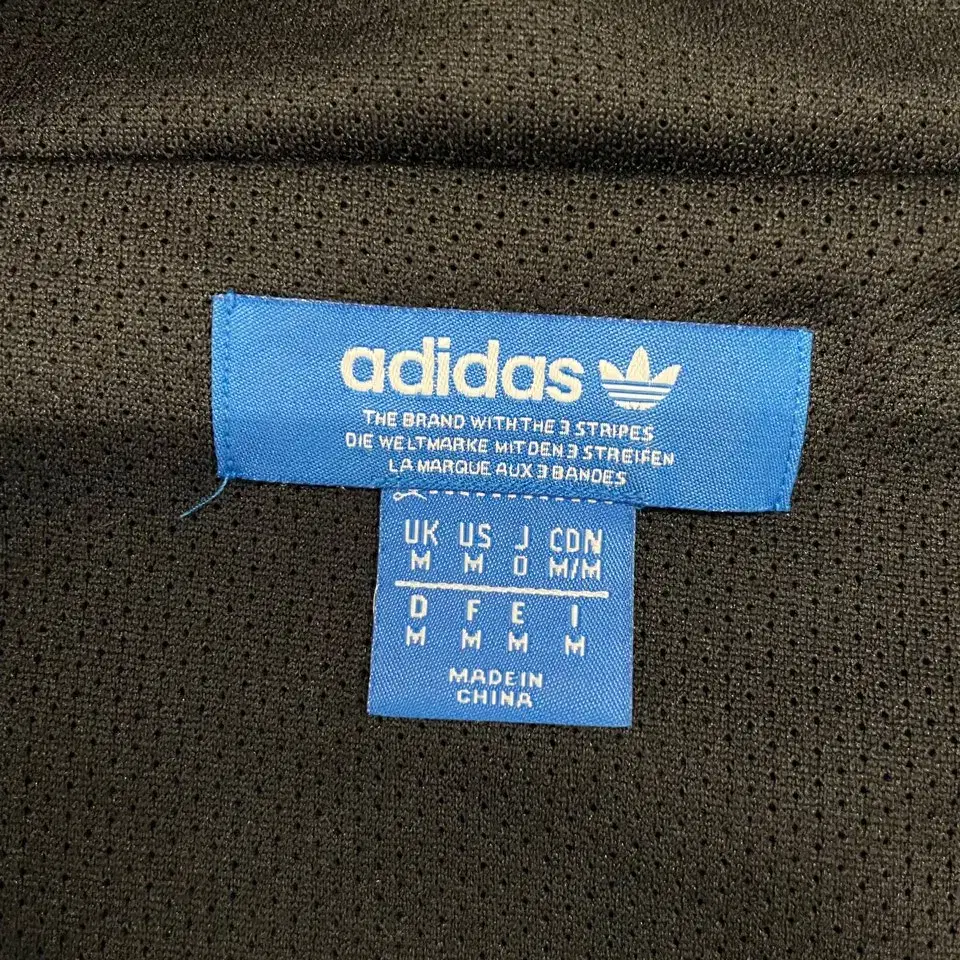 adidas
THE BRAND WITH THE 3 STRIPES
DIE WELTMARKE MIT DEN 3 STREIFEN
LA MARQUE AUX 3 BANDES
UK US J CDN
M M O M/M
D F E I
M M M M
MADE IN
CHINA